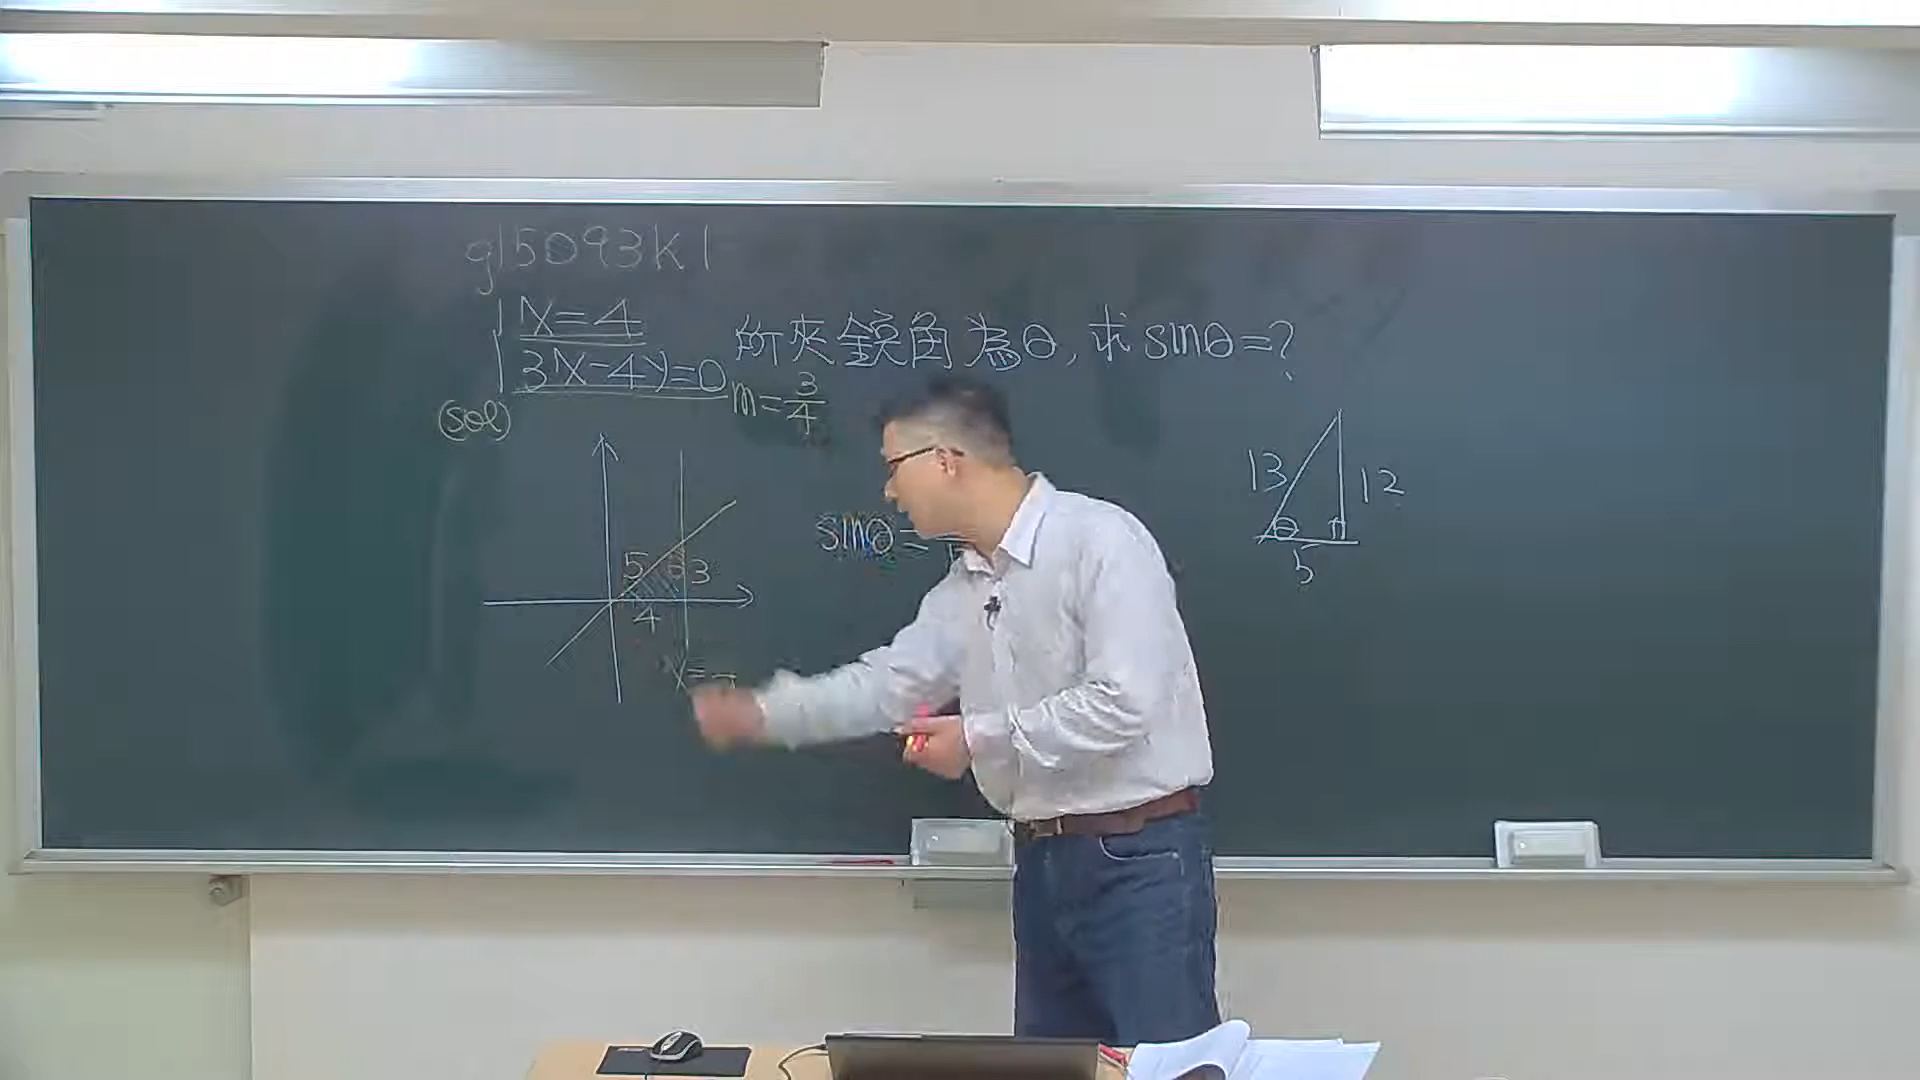 g15093k1
x=4
3x-4y=0
所夾銳角為θ, 求sinθ=?
m=3/4
(sol)
5
θ
3
4
x=
sinθ=
13
12
θ
5